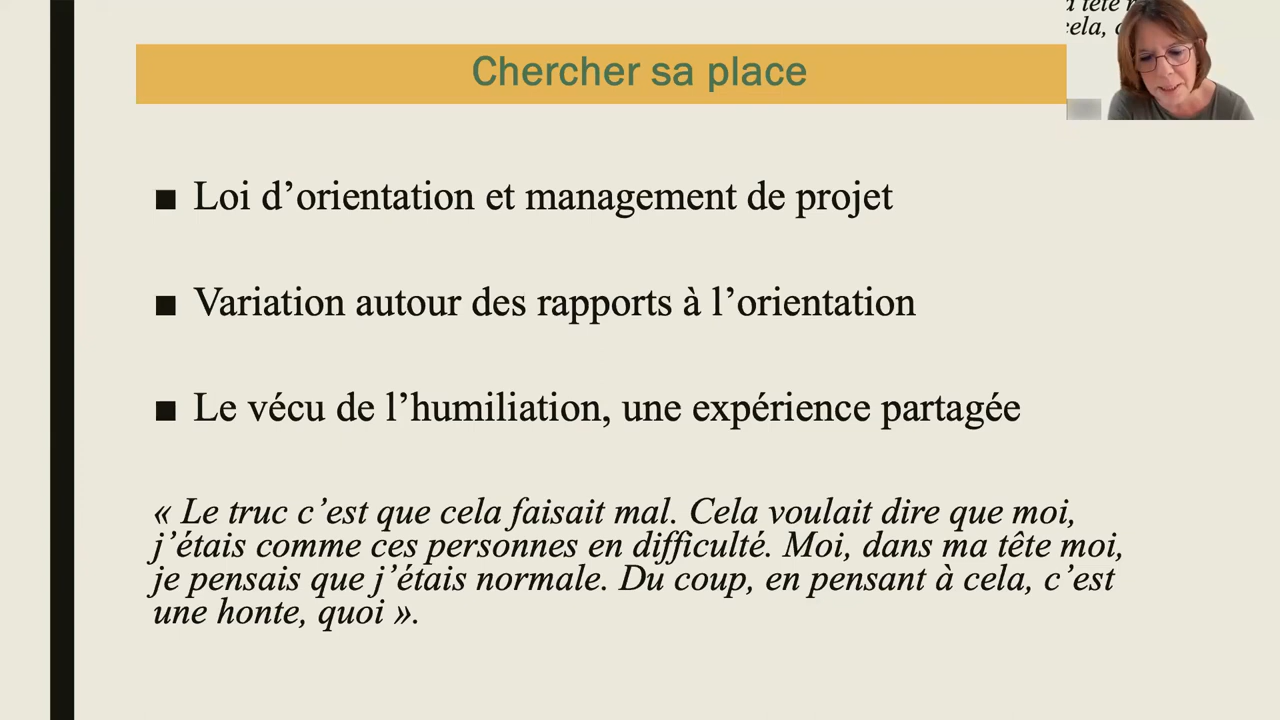 a tête
cela,
Chercher sa place
■ Loi d’orientation et management de projet
■ Variation autour des rapports à l’orientation
■ Le vécu de l’humiliation, une expérience partagée
« Le truc c’est que cela faisait mal. Cela voulait dire que moi,
j’étais comme ces personnes en difficulté. Moi, dans ma tête moi,
je pensais que j’étais normale. Du coup, en pensant à cela, c’est
une honte, quoi ».